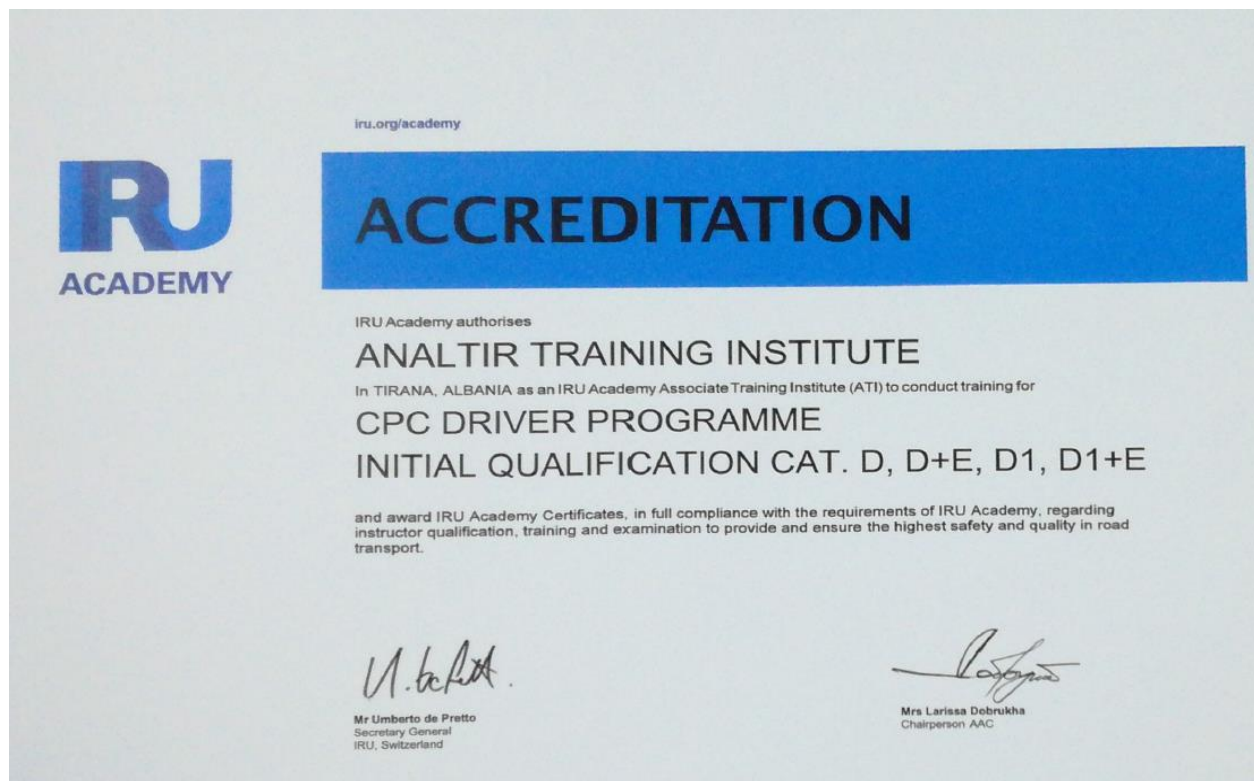 iru.org/academy
IRU
ACADEMY
ACCREDITATION
IRU Academy authorises
ANALTIR TRAINING INSTITUTE
In TIRANA, ALBANIA as an IRU Academy Associate Training Institute (ATI) to conduct training for
CPC DRIVER PROGRAMME
INITIAL QUALIFICATION CAT. D, D+E, D1, D1+E
and award IRU Academy Certificates, in full compliance with the requirements of IRU Academy, regarding
instructor qualification, training and examination to provide and ensure the highest safety and quality in road
transport.
Mr Umberto de Pretto
Secretary General
IRU, Switzerland
Mrs Larissa Dobrukha
Chairperson AAC